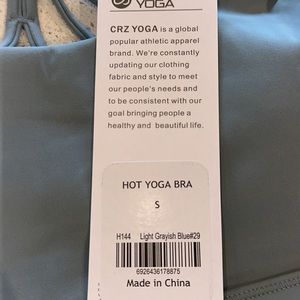 YOGA
CRZ YOGA is a global
popular athletic apparel
brand. We're constantly
updating our clothing
fabric and style to meet
our people's needs and
to be consistent with our
goal bringing people a
healthy and beautiful life.
HOT YOGA BRA
S
H144 Light Grayish Blue#29
6926436178875
Made in China